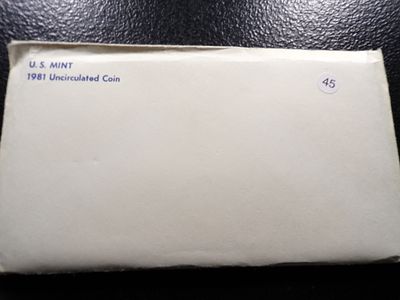 U.S. MINT
1981 Uncirculated Coin
45